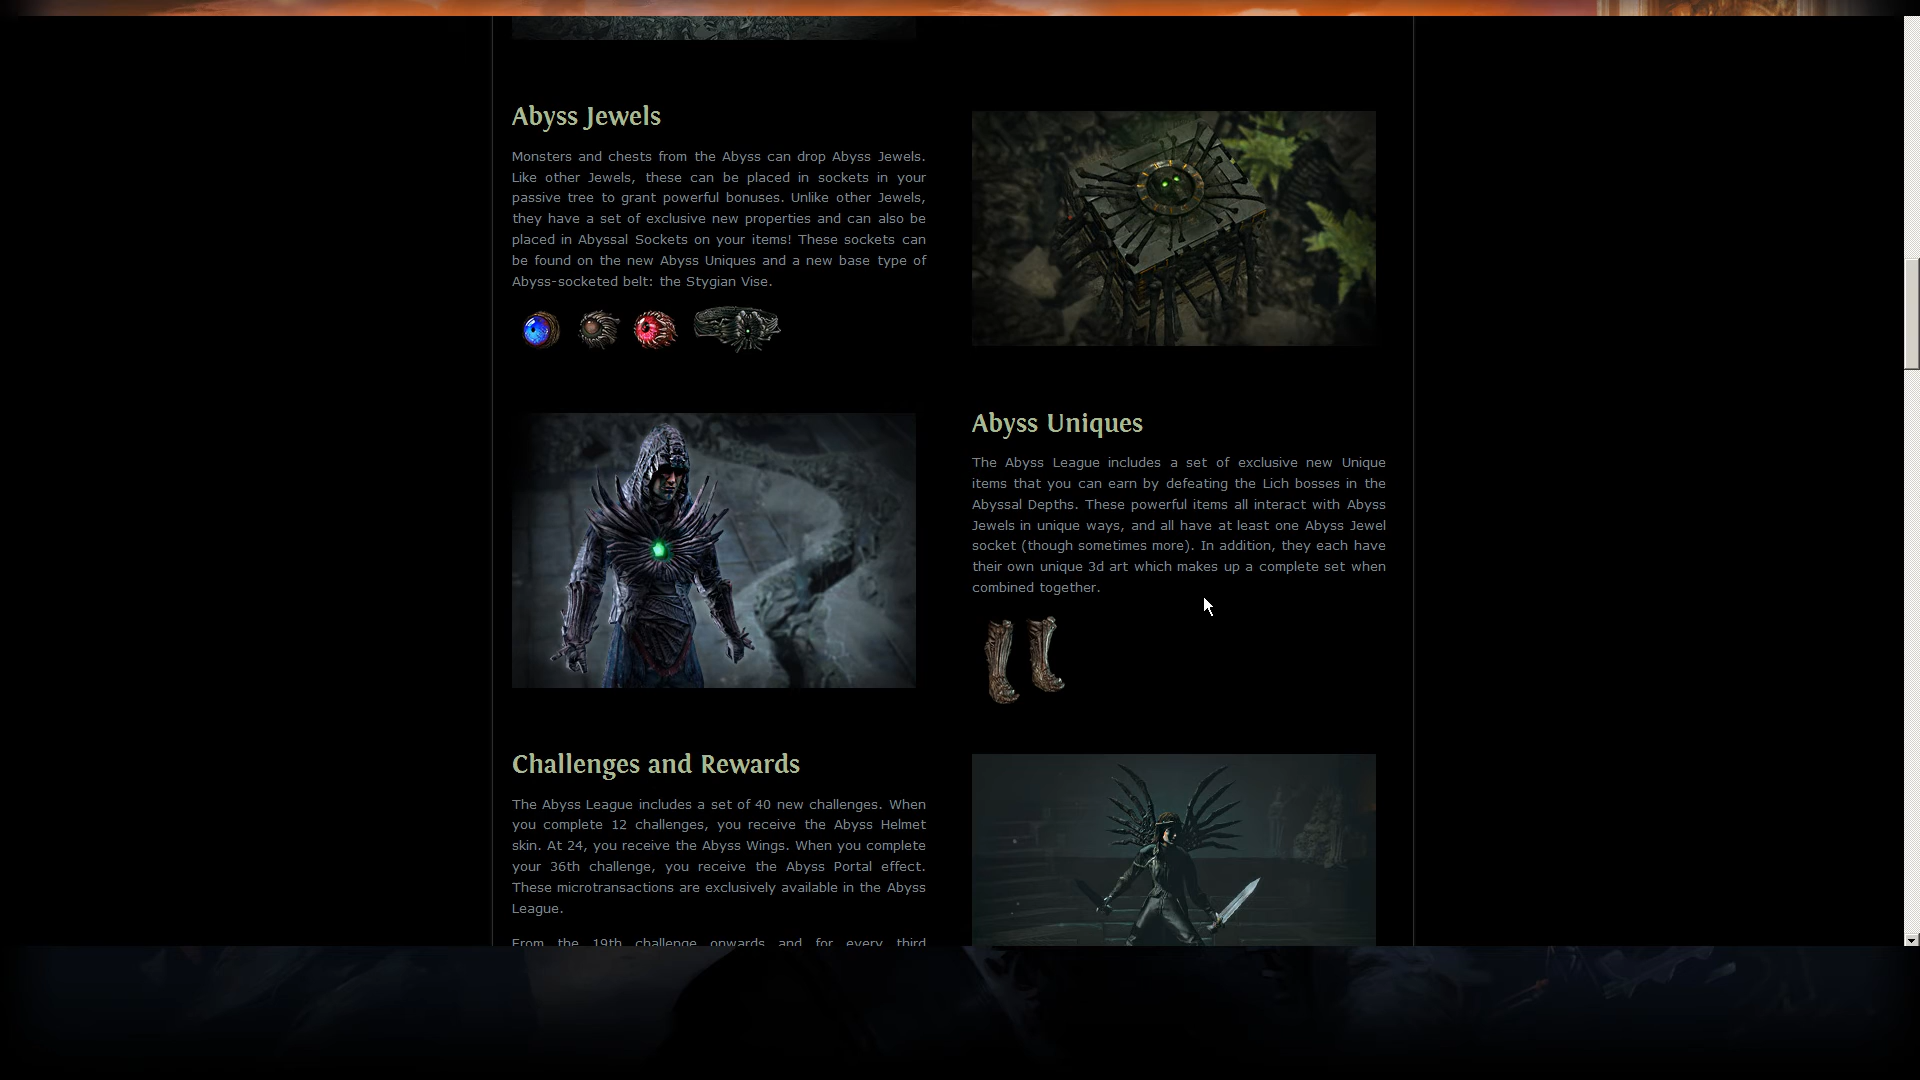 Abyss Jewels
Monsters and chests from the Abyss can drop Abyss Jewels.
Like other Jewels, these can be placed in sockets in your
passive tree to grant powerful bonuses. Unlike other Jewels,
they have a set of exclusive new properties and can also be
placed in Abyssal Sockets on your items! These sockets can
be found on the new Abyss Uniques and a new base type of
Abyss-socketed belt: the Stygian Vise.
Abyss Uniques
The Abyss League includes a set of exclusive new Unique
items that you can earn by defeating the Lich bosses in the
Abyssal Depths. These powerful items all interact with Abyss
Jewels in unique ways, and all have at least one Abyss Jewel
socket (though sometimes more). In addition, they each have
their own unique 3d art which makes up a complete set when
combined together.
Challenges and Rewards
The Abyss League includes a set of 40 new challenges. When
you complete 12 challenges, you receive the Abyss Helmet
skin. At 24, you receive the Abyss Wings. When you complete
your 36th challenge, you receive the Abyss Portal effect.
These microtransactions are exclusively available in the Abyss
League.
From the 19th challenge onwards and for every third